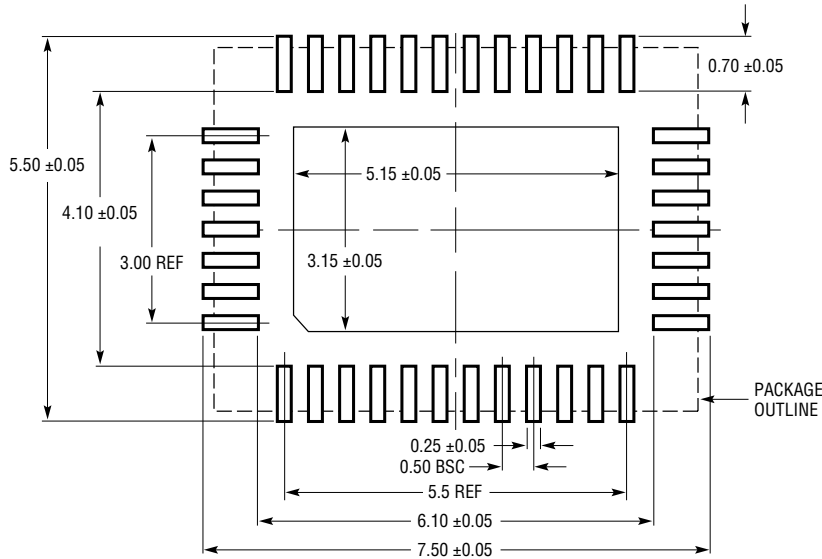 0.70 ±0.05
5.50 ±0.05
5.15 ±0.05
4.10 ±0.05
3.00 REF
3.15 ±0.05
PACKAGE
OUTLINE
0.25 ±0.05
0.50 BSC
5.5 REF
6.10 ±0.05
7.50 ±0.05